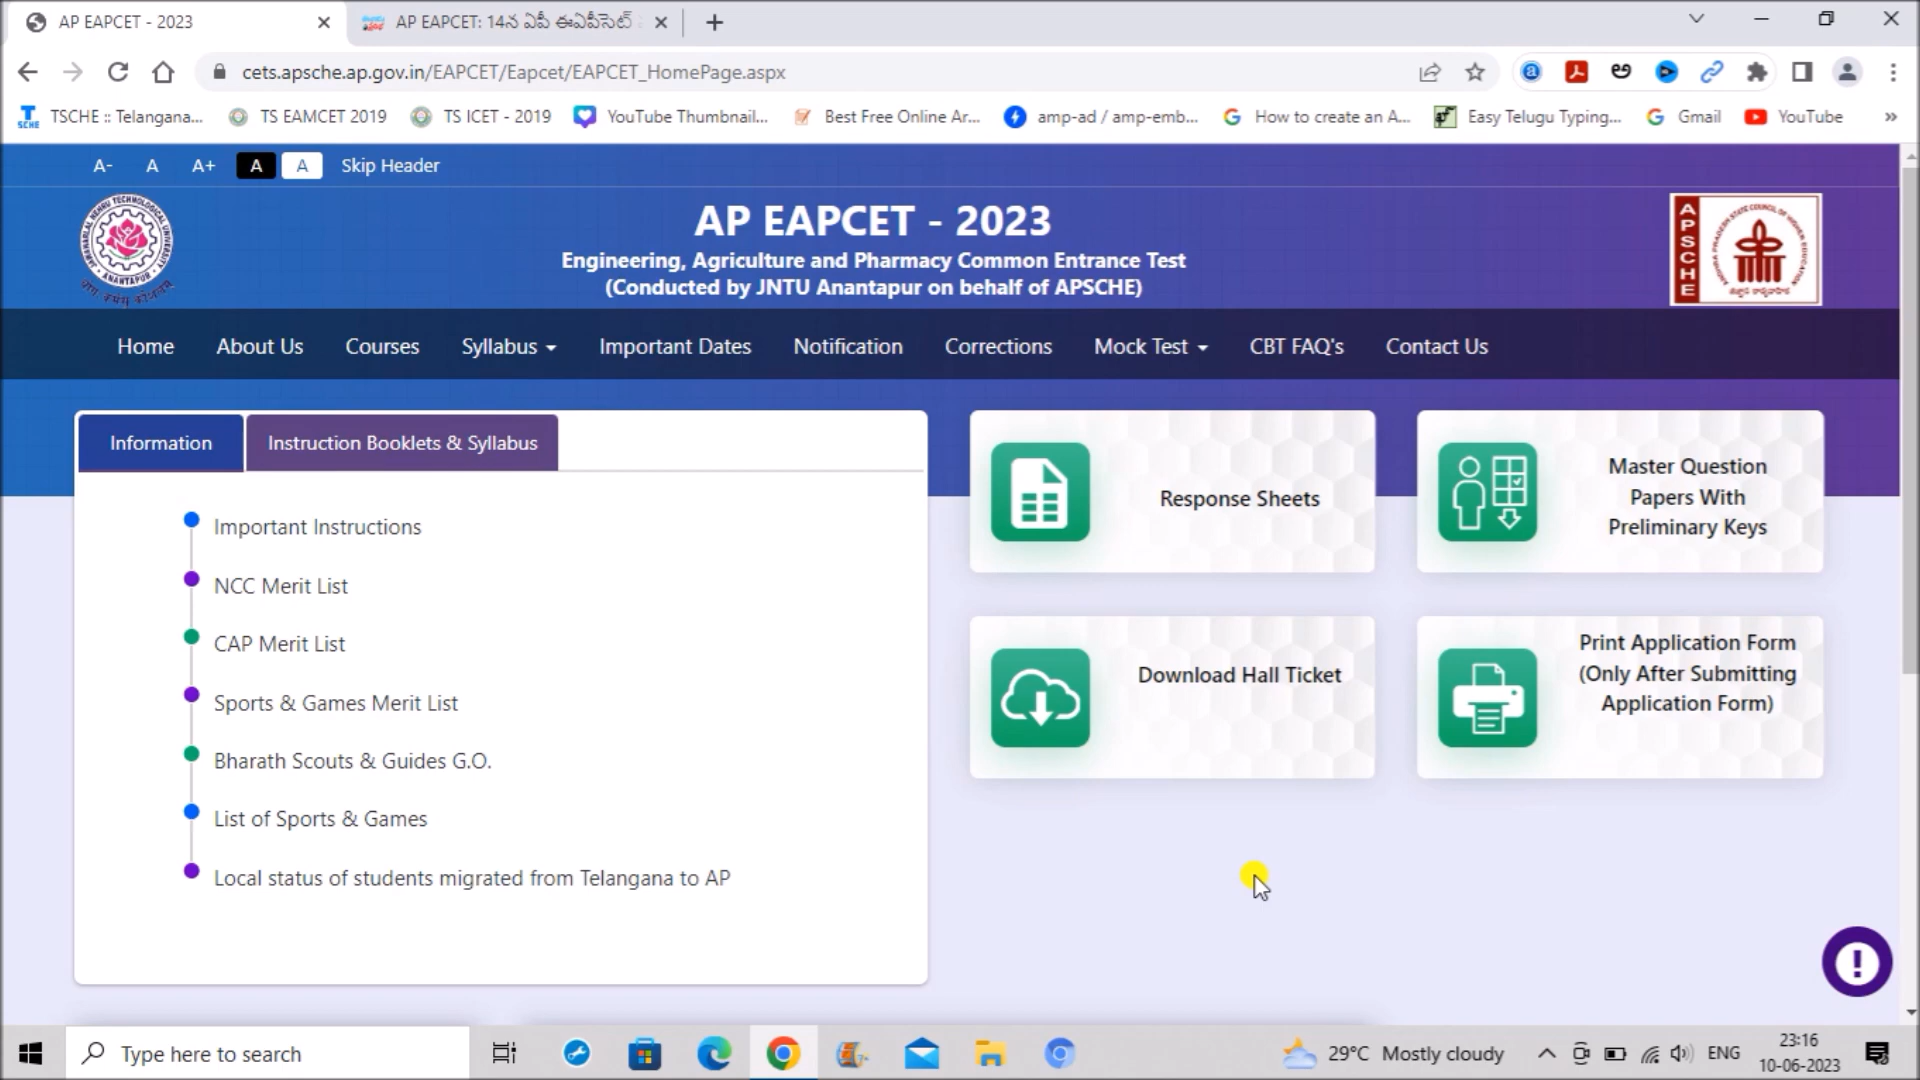 AP EAPCET - 2023
AP EAPCET: 14న ఏపీ ఈఏపీసెట్
cets.apsche.ap.gov.in/EAPCET/Eapcet/EAPCET_HomePage.aspx
TSCHE :: Telangana...
TS EAMCET 2019
TS ICET - 2019
YouTube Thumbnail...
Best Free Online Ar...
amp-ad / amp-emb...
How to create an A...
Easy Telugu Typing...
Gmail
YouTube
A- A A+ A A Skip Header
AP EAPCET - 2023
Engineering, Agriculture and Pharmacy Common Entrance Test
(Conducted by JNTU Anantapur on behalf of APSCHE)
APSCHE
Home About Us Courses Syllabus Important Dates Notification Corrections Mock Test CBT FAQ's Contact Us
Information
Instruction Booklets & Syllabus
Important Instructions
NCC Merit List
CAP Merit List
Sports & Games Merit List
Bharath Scouts & Guides G.O.
List of Sports & Games
Local status of students migrated from Telangana to AP
Response Sheets
Master Question
Papers With
Preliminary Keys
Download Hall Ticket
Print Application Form
(Only After Submitting
Application Form)
Type here to search
29°C Mostly cloudy
ENG
23:16
10-06-2023